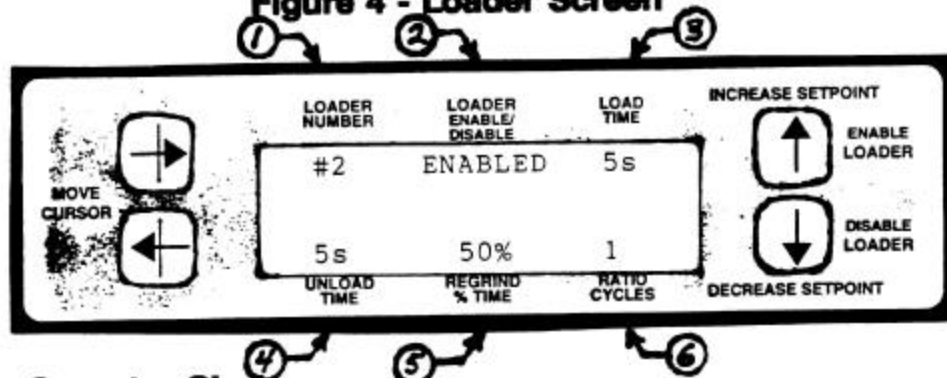 Figure 4 - Loader Screen
① ② ③
LOADER NUMBER
LOADER ENABLE/ DISABLE
LOAD TIME
INCREASE SETPOINT
#2 ENABLED 5s
ENABLE LOADER
MOVE CURSOR
DISABLE LOADER
5s 50% 1
UNLOAD TIME
REGRIND % TIME
RATIO CYCLES
DECREASE SETPOINT
④ ⑤ ⑥